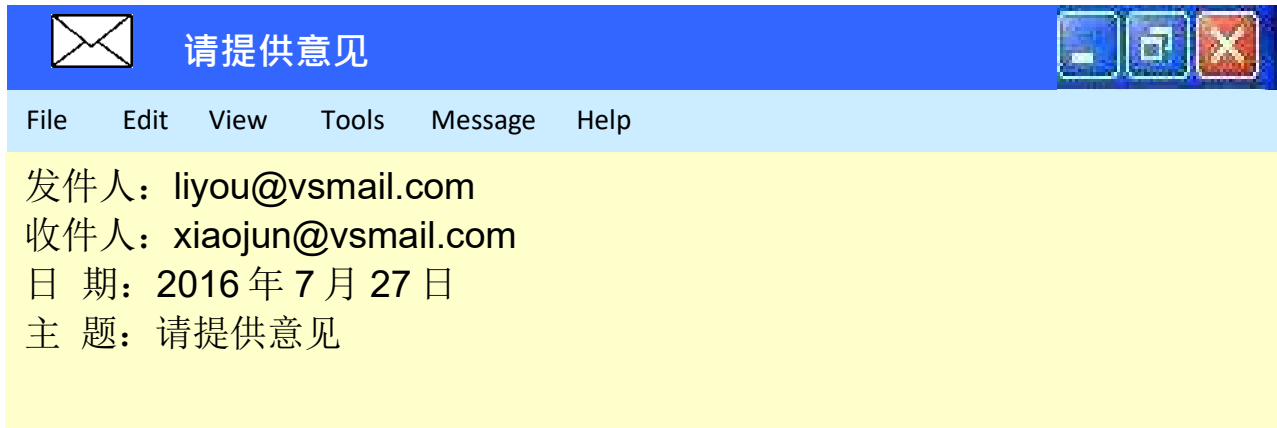 请提供意见
File Edit View Tools Message Help
发件人：liyou@vsmail.com
收件人：xiaojun@vsmail.com
日 期：2016 年 7 月 27 日
主 题：请提供意见